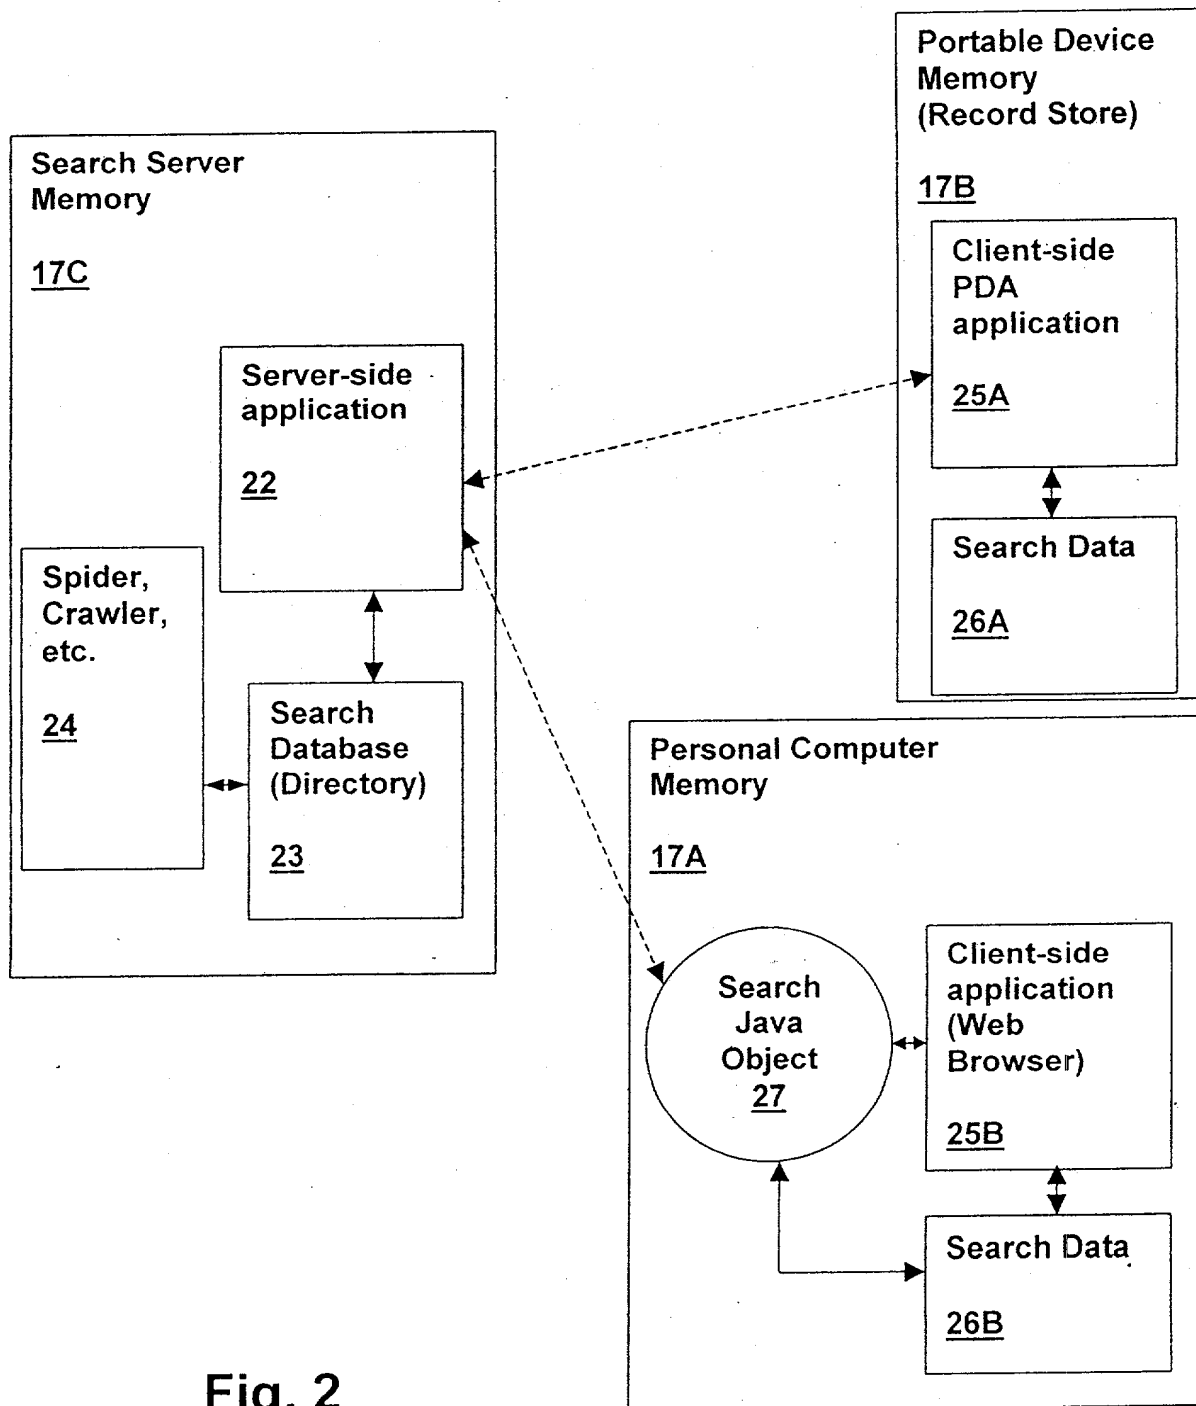 Portable Device
Memory
(Record Store)
17B
Client-side
PDA
application
25A
Search Data
26A
Search Server
Memory
17C
Server-side
application
22
Spider,
Crawler,
etc.
24
Search
Database
(Directory)
23
Personal Computer
Memory
17A
Search
Java
Object
27
Client-side
application
(Web
Browser)
25B
Search Data
26B
Fig. 2